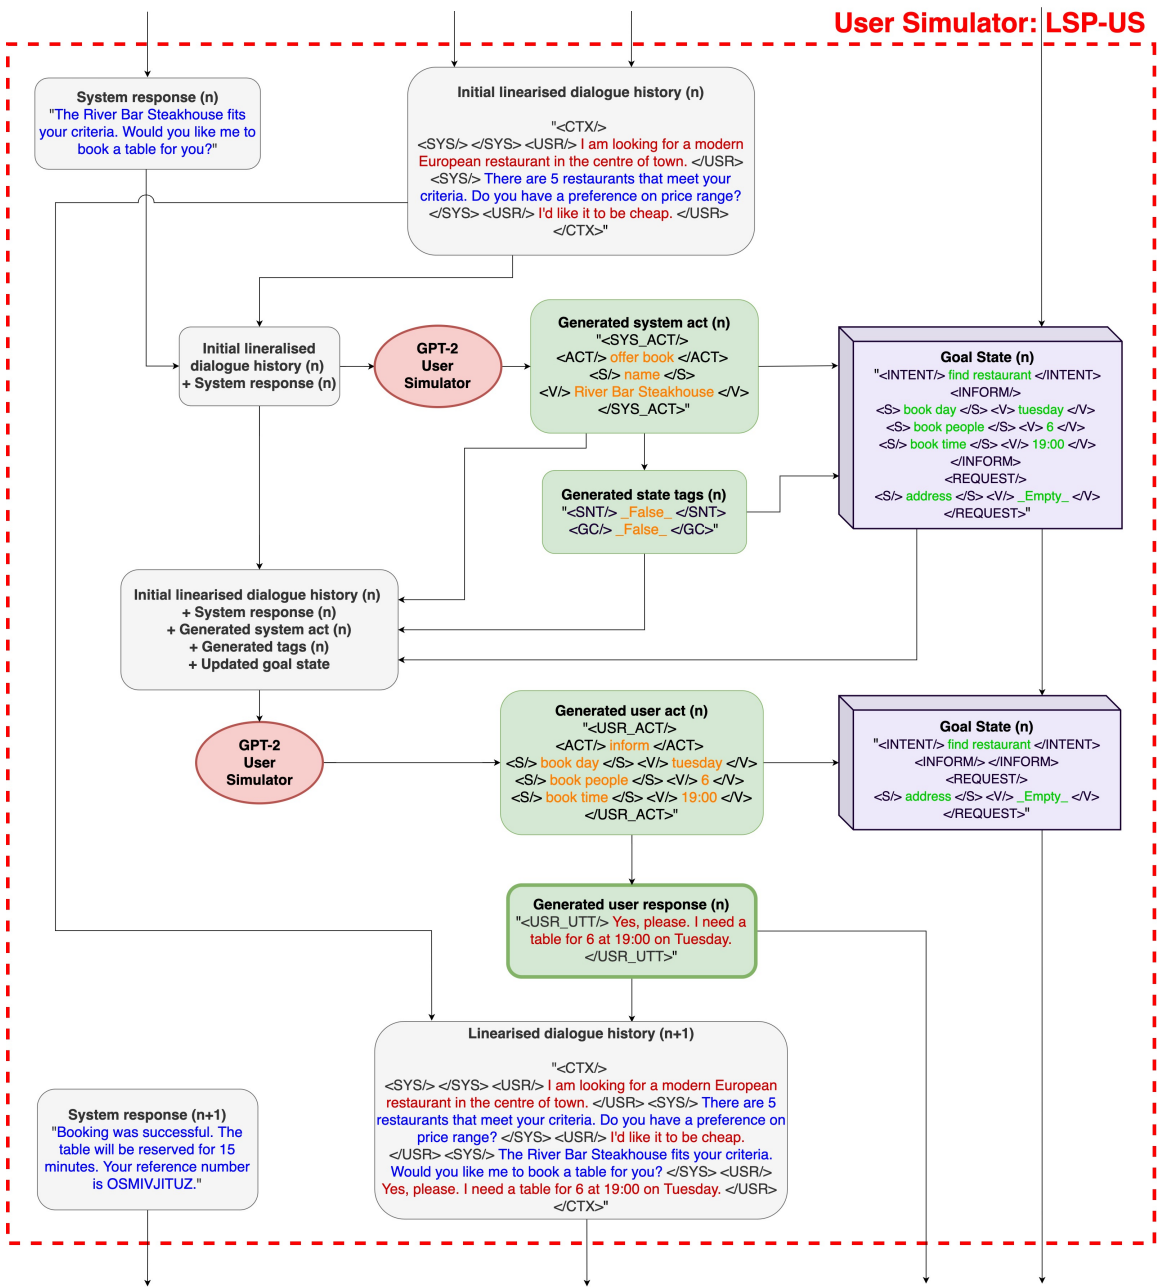 User Simulator: LSP-US
System response (n)
"The River Bar Steakhouse fits
your criteria. Would you like me to
book a table for you?"
Initial linearised dialogue history (n)
"<CTX/>
<SYS/> </SYS> <USR/> I am looking for a modern
European restaurant in the centre of town. </USR>
<SYS/> There are 5 restaurants that meet your
criteria. Do you have a preference on price range?
</SYS> <USR/> I'd like it to be cheap. </USR>
</CTX>"
Initial lineralised
dialogue history (n)
+ System response (n)
GPT-2
User
Simulator
Generated system act (n)
"<SYS_ACT/>
<ACT/> offer book </ACT>
<S/> name </S>
<V/> River Bar Steakhouse </V>
</SYS_ACT>"
Goal State (n)
"<INTENT/> find restaurant </INTENT>
<INFORM/>
<S> book day </S> <V> tuesday </V>
<S> book people </S> <V> 6 </V>
<S/> book time </S> <V/> 19:00 </V>
</INFORM>
<REQUEST/>
<S/> address </S> <V/> _Empty_ </V>
</REQUEST>"
Generated state tags (n)
"<SNT/> _False_ </SNT>
<GC/> _False_ </GC>"
Initial linearised dialogue history (n)
+ System response (n)
+ Generated system act (n)
+ Generated tags (n)
+ Updated goal state
GPT-2
User
Simulator
Generated user act (n)
"<USR_ACT/>
<ACT/> inform </ACT>
<S/> book day </S> <V/> tuesday </V>
<S/> book people </S> <V/> 6 </V>
<S/> book time </S> <V/> 19:00 </V>
</USR_ACT>"
Goal State (n)
"<INTENT/> find restaurant </INTENT>
<INFORM/> </INFORM>
<REQUEST/>
<S/> address </S> <V/> _Empty_ </V>
</REQUEST>"
Generated user response (n)
"<USR_UTT/> Yes, please. I need a
table for 6 at 19:00 on Tuesday.
</USR_UTT>"
Linearised dialogue history (n+1)
"<CTX/>
<SYS/> </SYS> <USR/> I am looking for a modern European
restaurant in the centre of town. </USR> <SYS/> There are 5
restaurants that meet your criteria. Do you have a preference on
price range? </SYS> <USR/> I'd like it to be cheap.
</USR> <SYS/> The River Bar Steakhouse fits your criteria.
Would you like me to book a table for you? </SYS> <USR/>
Yes, please. I need a table for 6 at 19:00 on Tuesday. </USR>
</CTX>"
System response (n+1)
"Booking was successful. The
table will be reserved for 15
minutes. Your reference number
is OSMIVJITUZ."